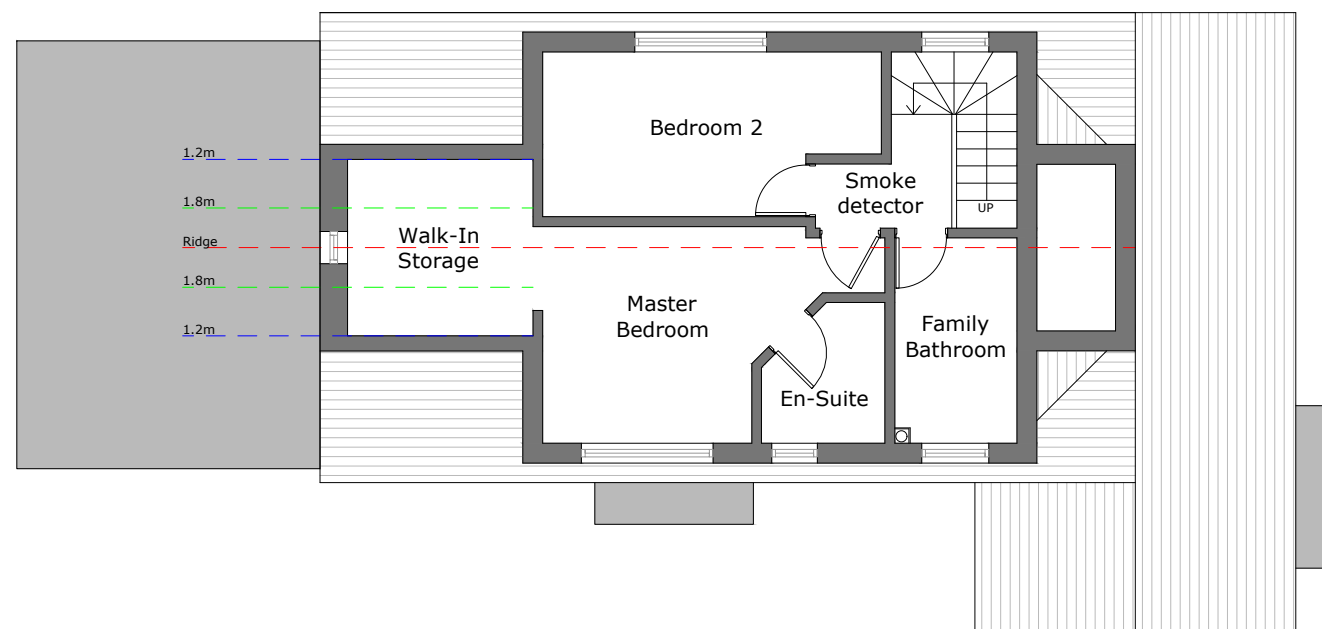 Bedroom 2
1.2m
Smoke
detector
1.8m
UP
Walk-In
Storage
Ridge
1.8m
Master
Bedroom
Family
Bathroom
1.2m
En-Suite